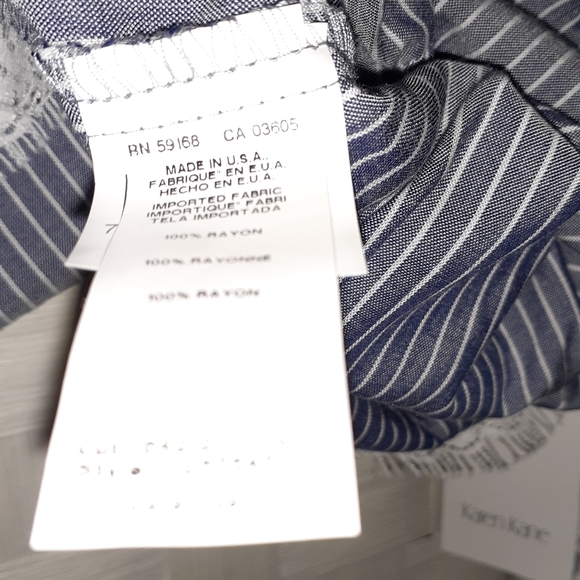 RN 59168 CA 03605
MADE IN U.S.A.
FABRIQUE' EN E.U.A.
HECHO EN E.U.A.
IMPORTED FABRIC
IMPORTIQUE' FABRI
TELA IMPORTADA
100% RAYON
100% RAYONNE
100% RAYON
Karen Kane